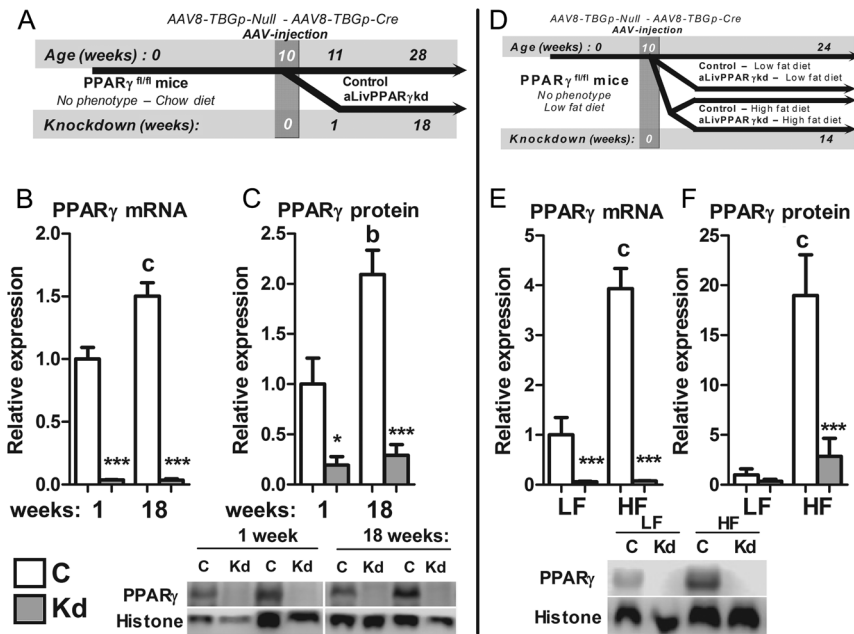 A
AAV8-TBGp-Null - AAV8-TBGp-Cre
AAV-injection
Age (weeks) : 0 10 11 28
PPARγ fl/fl mice
No phenotype – Chow diet
Control
aLivPPARγkd
Knockdown (weeks): 0 1 18
D
AAV8-TBGp-Null - AAV8-TBGp-Cre
AAV-injection
Age (weeks) : 0 10 24
PPARγ fl/fl mice
No phenotype
Low fat diet
Control – Low fat diet
aLivPPARγkd – Low fat diet
Control – High fat diet
aLivPPARγkd – High fat diet
Knockdown (weeks): 0 14
B
PPARγ mRNA
Relative expression
2.0
1.5
1.0
0.5
0.0
c
*** ***
weeks: 1 18
C
PPARγ protein
Relative expression
2.5
2.0
1.5
1.0
0.5
0.0
b
* ***
weeks: 1 18
E
PPARγ mRNA
Relative expression
5
4
3
2
1
0
c
*** ***
LF HF
F
PPARγ protein
Relative expression
25
20
15
10
5
0
c
***
LF HF
C
Kd
1 week 18 weeks:
C Kd C Kd C Kd C Kd
PPARγ
Histone
LF HF
C Kd C Kd
PPARγ
Histone